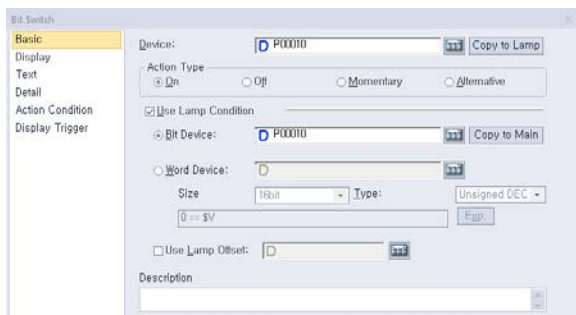 Bit Switch
Basic
Display
Text
Detail
Action Condition
Display Trigger
Device: D P00010 Copy to Lamp
Action Type
On Off Momentary Alternative
Use Lamp Condition
Bit Device: D P00010 Copy to Main
Word Device: D
Size 16bit Type: Unsigned DEC
0 == $V Exp.
Use Lamp Offset: D
Description